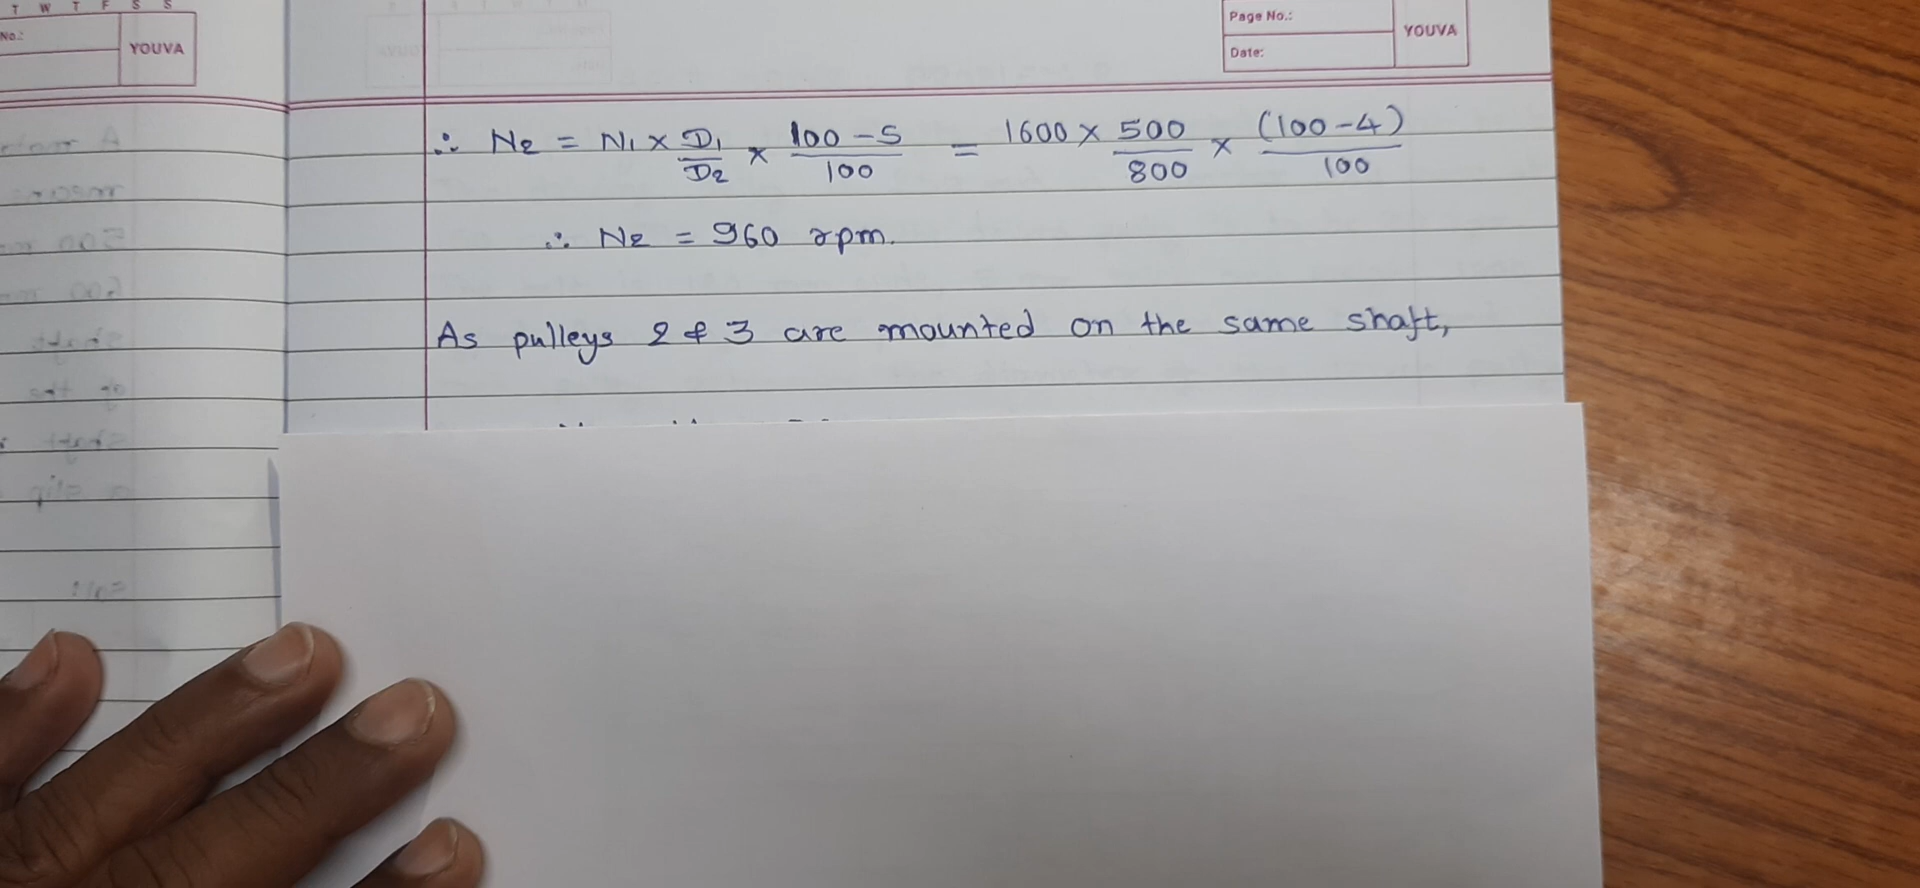 T W T F S S
No.:
YOUVA
Page No.:
Date:
YOUVA
∴ N2 = N1 × D1/D2 × 100-S/100 = 1600 × 500/800 × (100-4)/100
∴ N2 = 960 rpm.
As pulleys 2 & 3 are mounted on the same shaft,